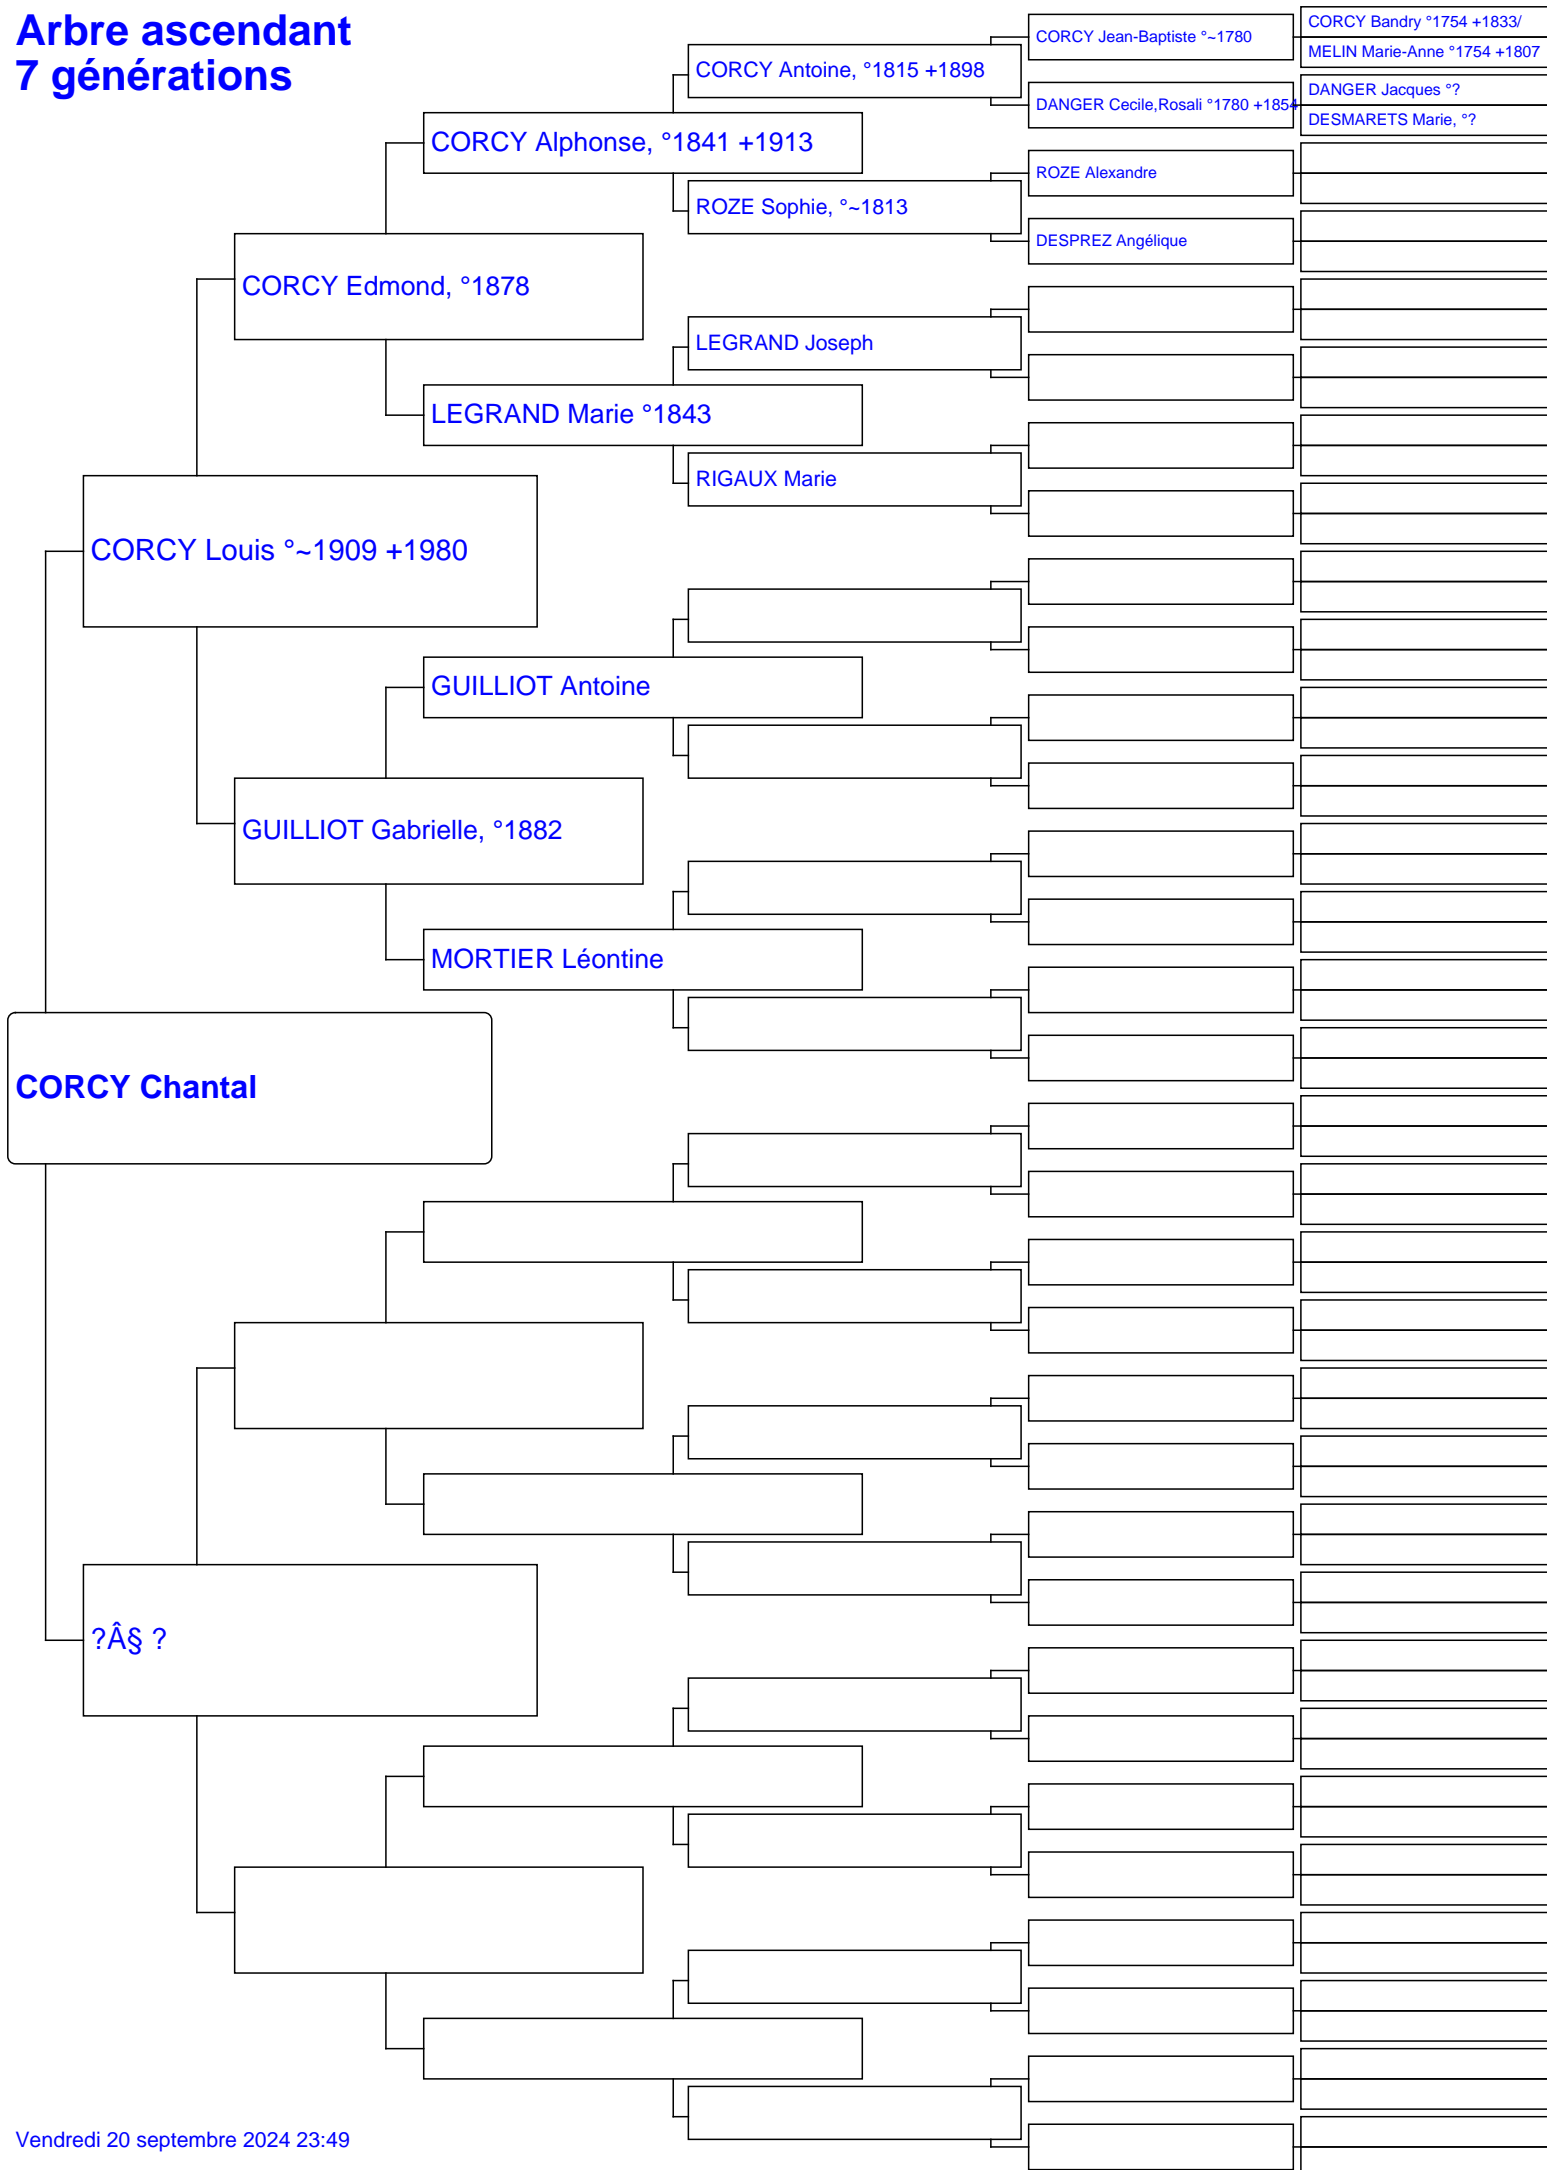 Arbre ascendant
7 générations
CORCY Bandry °1754 +1833/
CORCY Jean-Baptiste °~1780
MELIN Marie-Anne °1754 +1807
CORCY Antoine, °1815 +1898
DANGER Jacques °?
DANGER Cecile,Rosali °1780 +1854
DESMARETS Marie, °?
CORCY Alphonse, °1841 +1913
ROZE Alexandre
ROZE Sophie, °~1813
DESPREZ Angélique
CORCY Edmond, °1878
LEGRAND Joseph
LEGRAND Marie °1843
RIGAUX Marie
CORCY Louis °~1909 +1980
GUILLIOT Antoine
GUILLIOT Gabrielle, °1882
MORTIER Léontine
CORCY Chantal
?Â§ ?
Vendredi 20 septembre 2024 23:49